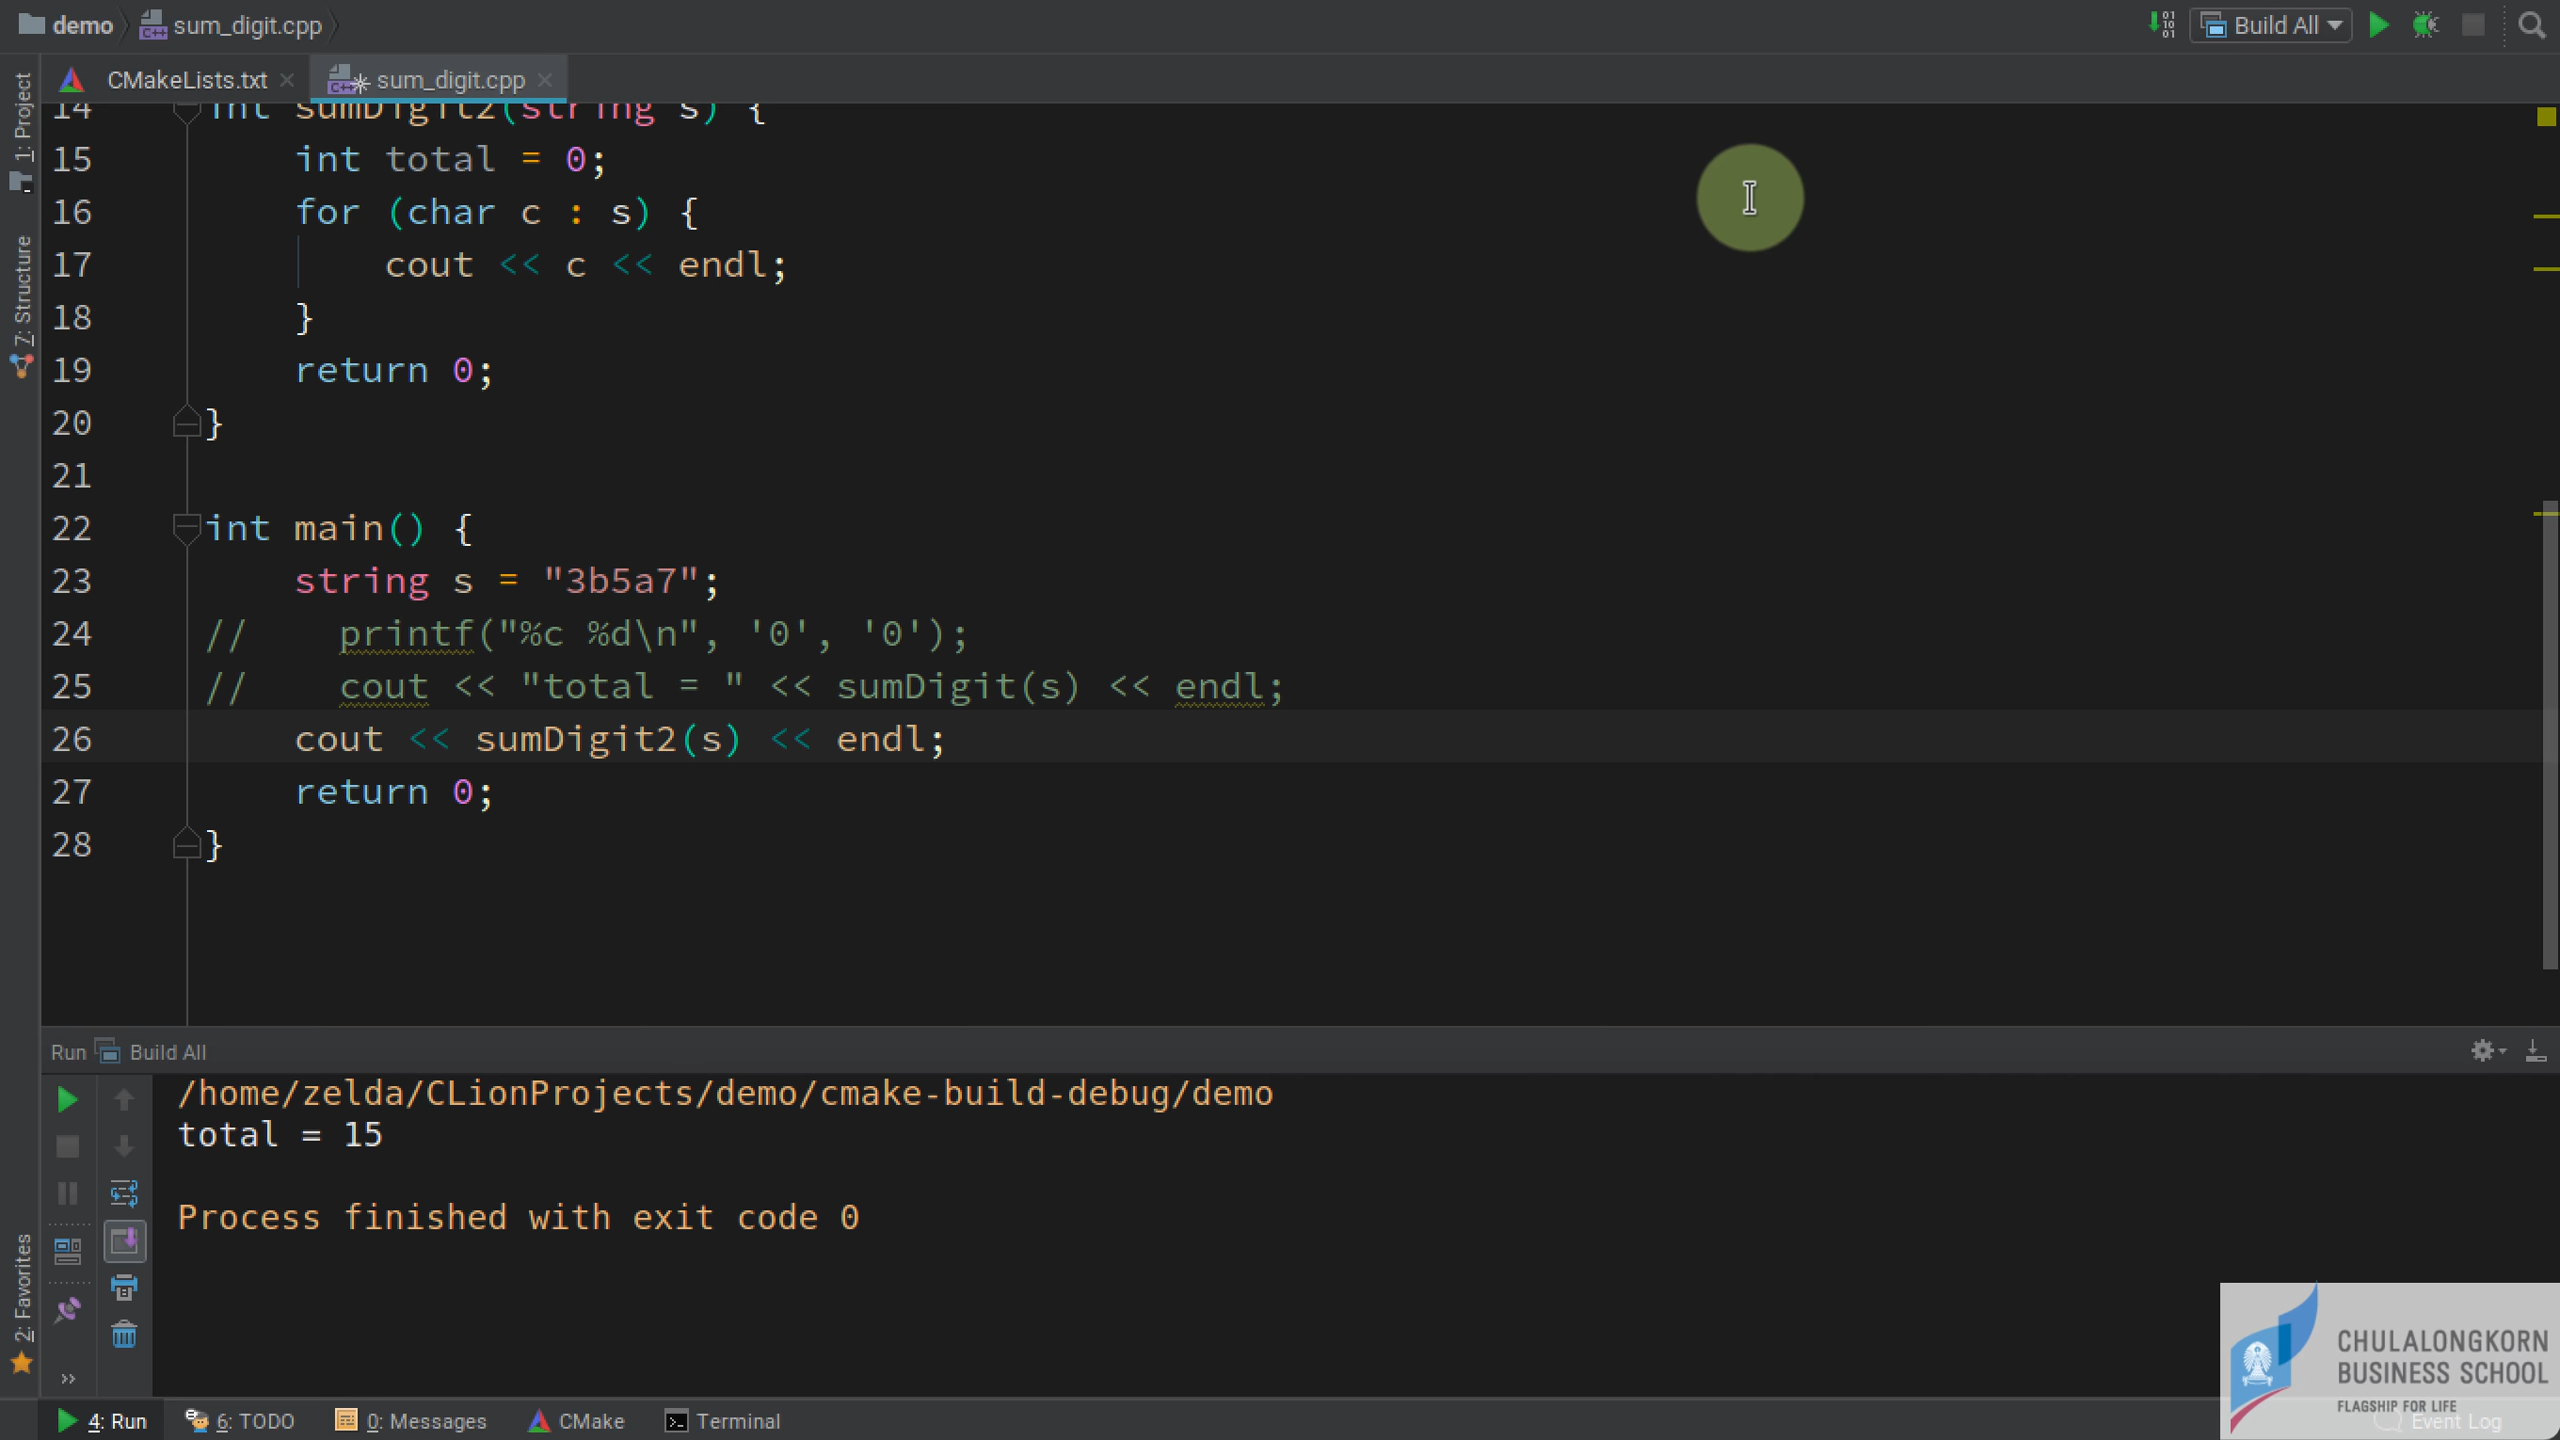 demo sum_digit.cpp Build All
CMakeLists.txt sum_digit.cpp
1: Project
7: Structure
2: Favorites
14 int sumDigit2(string s) {
15     int total = 0;
16     for (char c : s) {
17         cout << c << endl;
18     }
19     return 0;
20 }
21
22 int main() {
23     string s = "3b5a7";
24 //    printf("%c %d\n", '0', '0');
25 //    cout << "total = " << sumDigit(s) << endl;
26     cout << sumDigit2(s) << endl;
27     return 0;
28 }
Run Build All
/home/zelda/CLionProjects/demo/cmake-build-debug/demo
total = 15
Process finished with exit code 0
CHULALONGKORN
BUSINESS SCHOOL
FLAGSHIP FOR LIFE
4: Run 6: TODO 0: Messages CMake Terminal Event Log